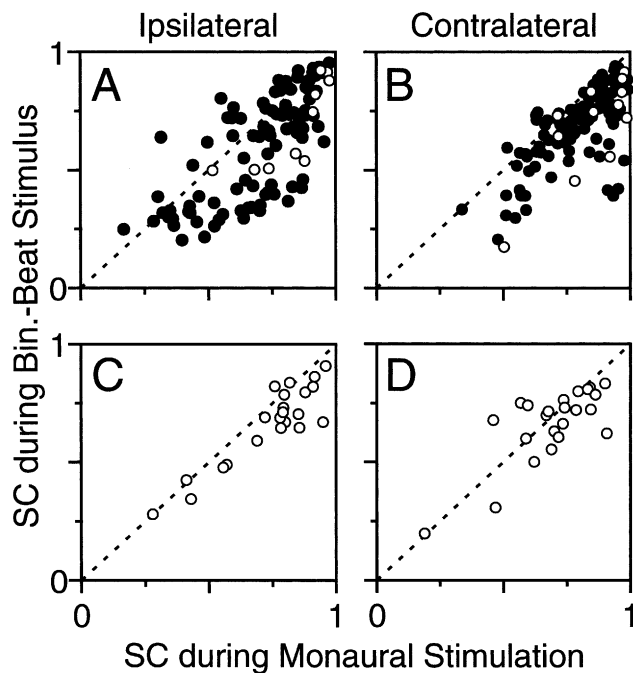 Ipsilateral Contralateral
1 A B
SC during Bin.-Beat Stimulus
0
1 C D
0
0 1 0 1
SC during Monaural Stimulation